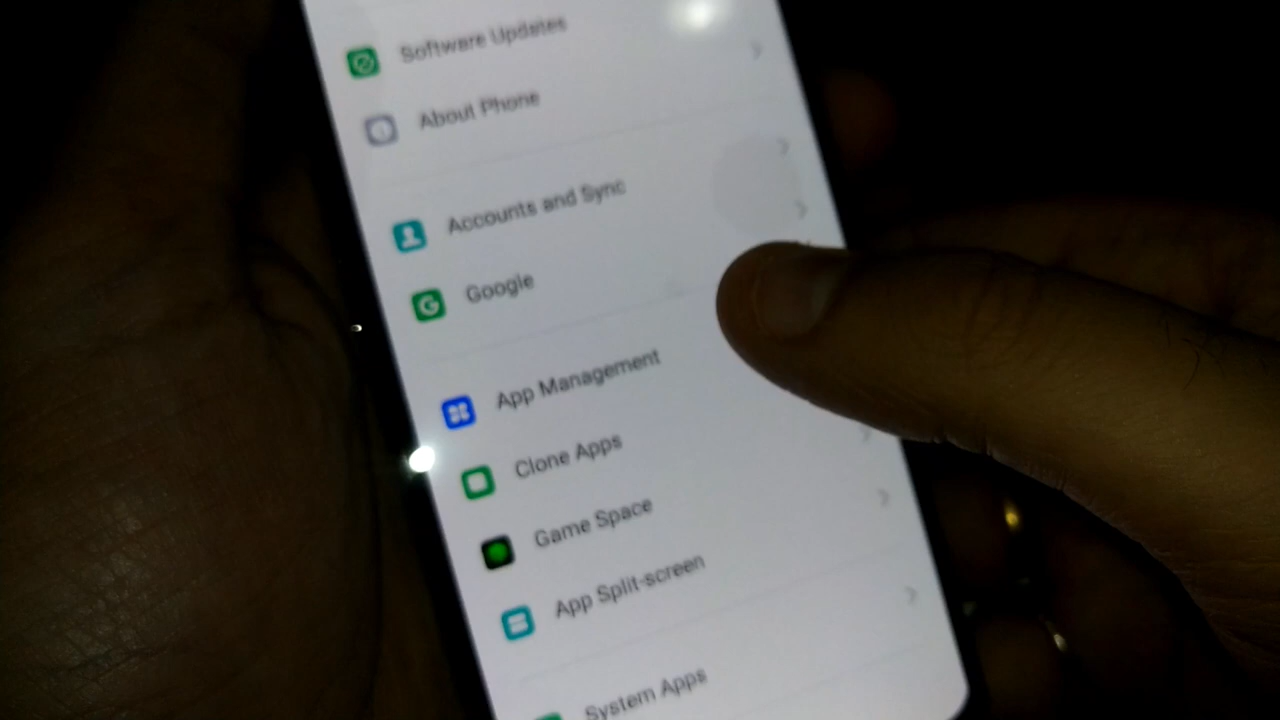 Software Updates
About Phone
Accounts and Sync
Google
App Management
Clone Apps
Game Space
App Split-screen
System Apps